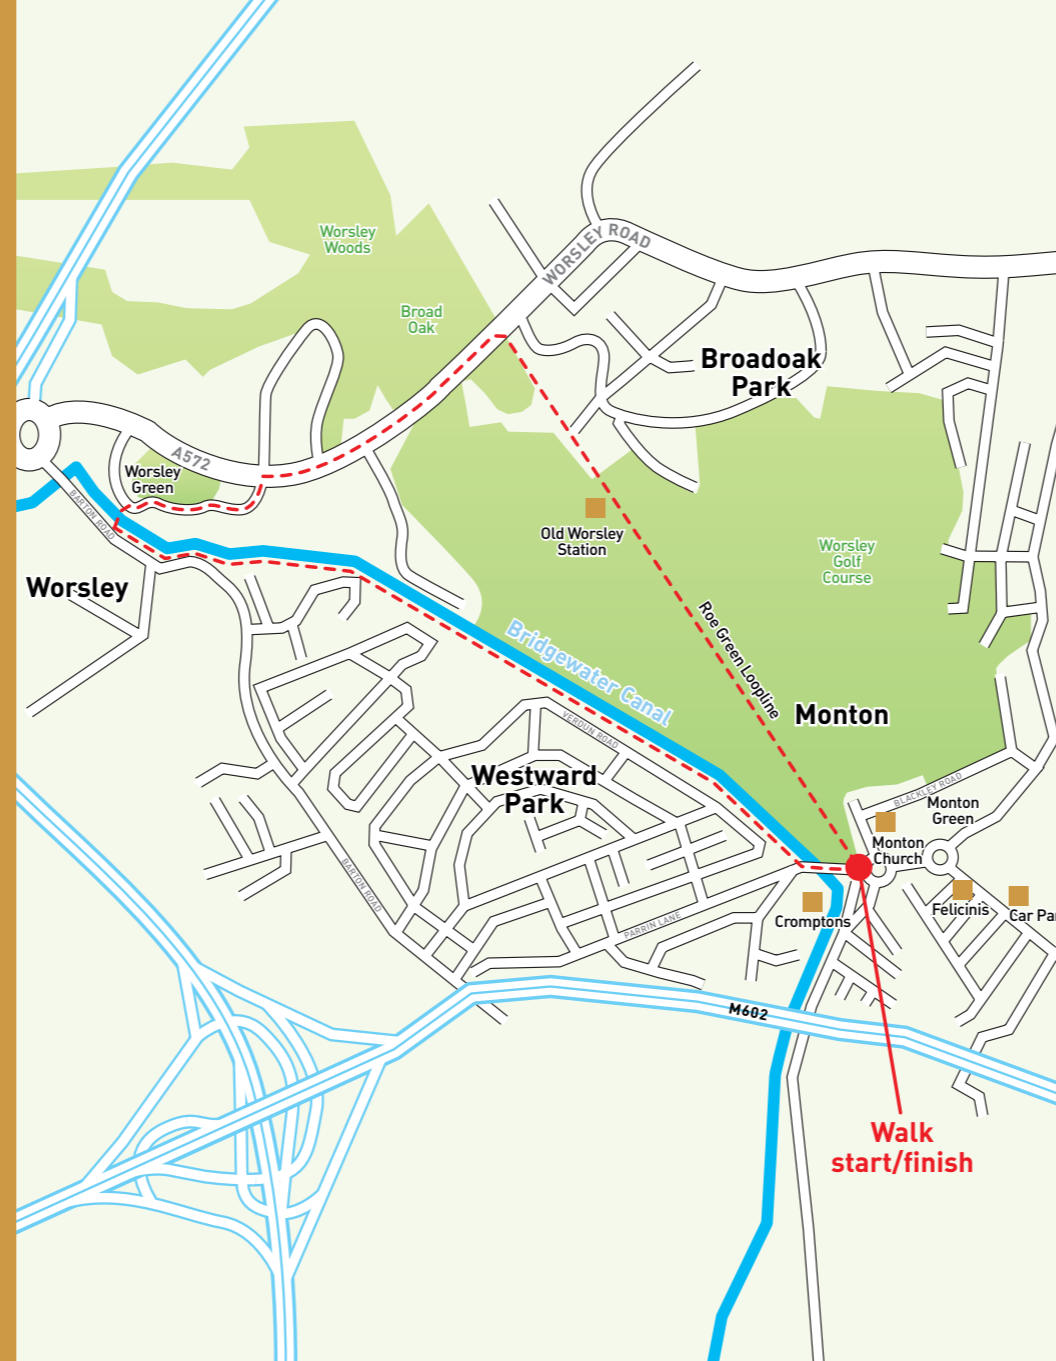 WORSLEY ROAD
Worsley
Woods
Broad
Oak
Broadoak
Park
A572
Worsley
Green
BARTON ROAD
Old Worsley
Station
Worsley
Golf
Course
Worsley
Roe Green Loopline
Bridgewater Canal
Monton
VERDUN ROAD
Westward
Park
BLACKLEY ROAD
Monton
Green
Monton
Church
BARTON ROAD
Felicinis
Car Pa
Cromptons
PARRIN LANE
M602
Walk
start/finish